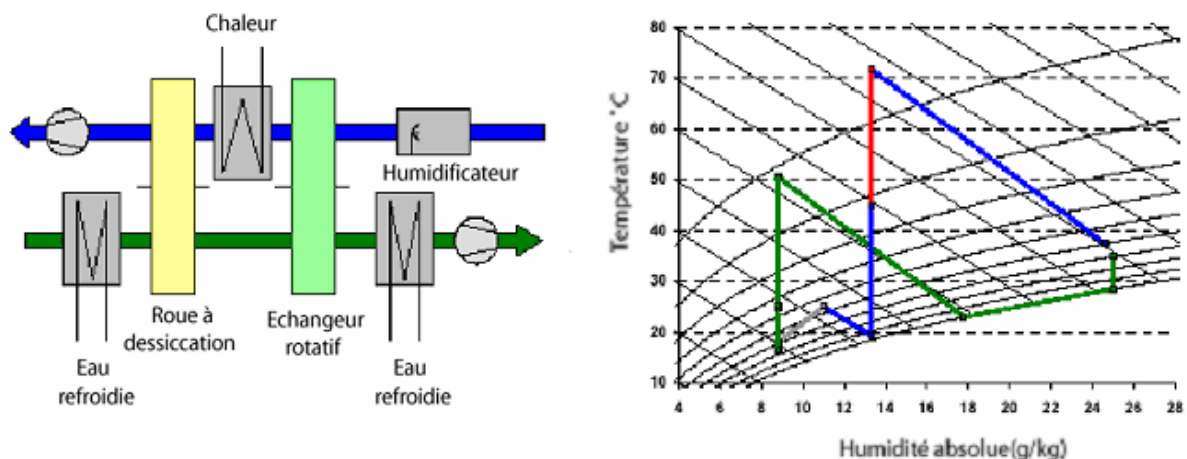 Chaleur
Humidificateur
Roue à
dessiccation
Echangeur
rotatif
Eau
refroidie
Eau
refroidie
Température °C
80
70
60
50
40
30
20
10
4 6 8 10 12 14 16 18 20 22 24 26 28
Humidité absolue(g/kg)